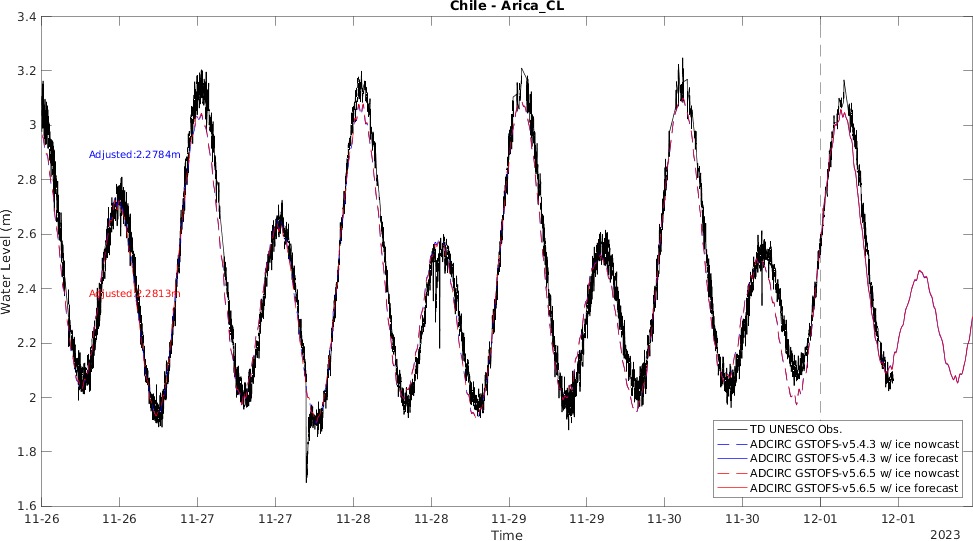 Chile - Arica_CL
3.4
3.2
3
2.8
2.6
2.4
2.2
2
1.8
1.6
Water Level (m)
Adjusted:2.2784m
Adjusted:2.2813m
TD UNESCO Obs.
ADCIRC GSTOFS-v5.4.3 w/ ice nowcast
ADCIRC GSTOFS-v5.4.3 w/ ice forecast
ADCIRC GSTOFS-v5.6.5 w/ ice nowcast
ADCIRC GSTOFS-v5.6.5 w/ ice forecast
11-26 11-26 11-27 11-27 11-28 11-28 11-29 11-29 11-30 11-30 12-01 12-01
Time
2023